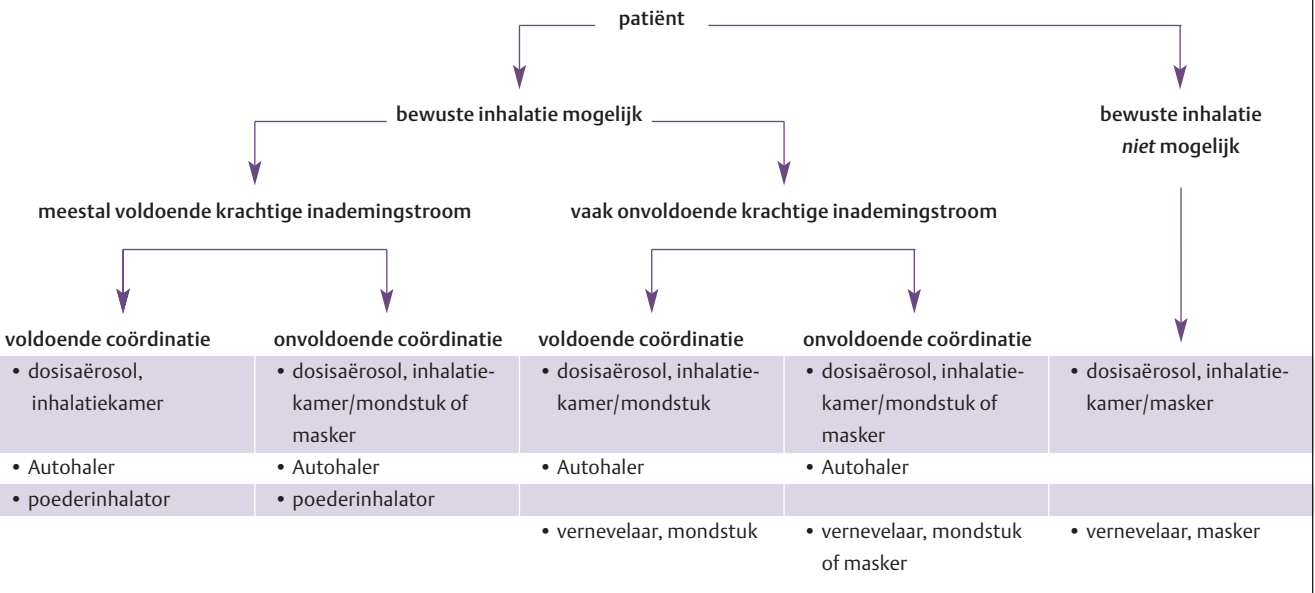 patiënt
bewuste inhalatie mogelijk
bewuste inhalatie
niet mogelijk
meestal voldoende krachtige inademingstroom
vaak onvoldoende krachtige inademingstroom
voldoende coördinatie
onvoldoende coördinatie
voldoende coördinatie
onvoldoende coördinatie
• dosisaërosol,
inhalatiekamer
• dosisaërosol, inhalatie-
kamer/mondstuk of
masker
• dosisaërosol, inhalatie-
kamer/mondstuk
• dosisaërosol, inhalatie-
kamer/mondstuk of
masker
• dosisaërosol, inhalatie-
kamer/masker
• Autohaler
• Autohaler
• Autohaler
• Autohaler
• poederinhalator
• poederinhalator
• vernevelaar, mondstuk
• vernevelaar, mondstuk
of masker
• vernevelaar, masker